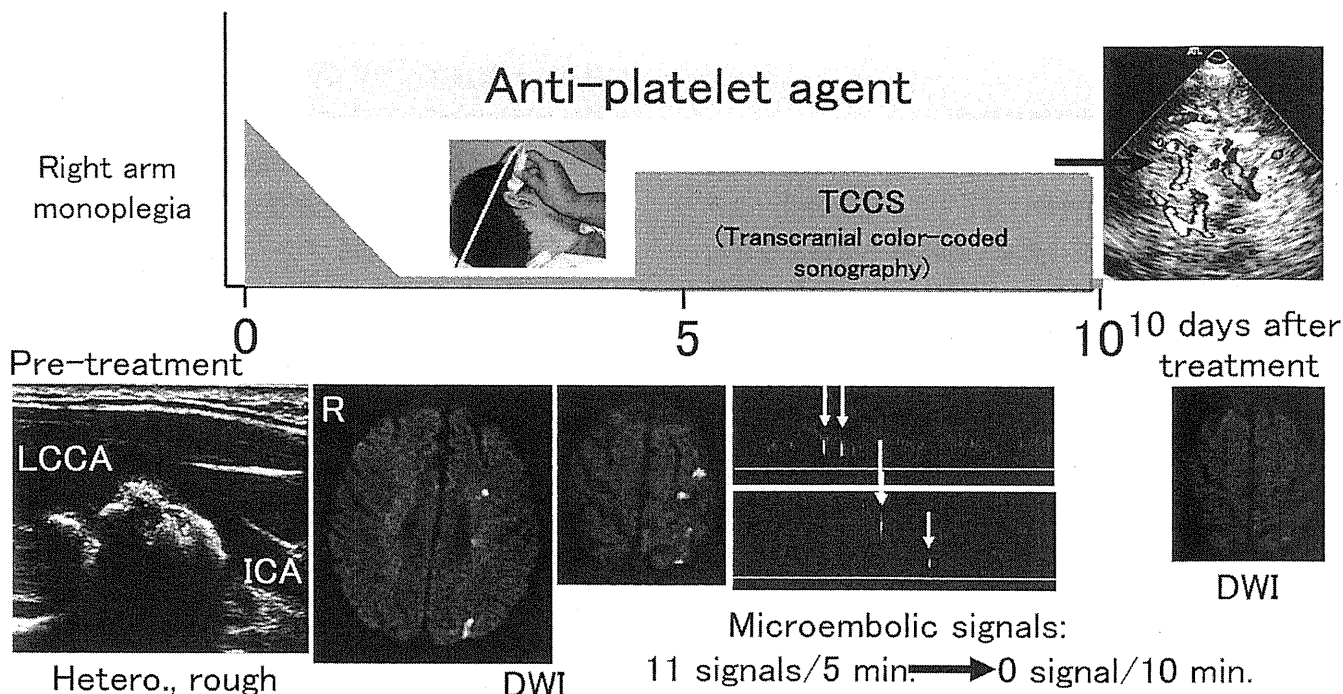 ATL
Anti-platelet agent
Right arm
monoplegia
TCCS
(Transcranial color-coded
sonography)
0
5
10
10 days after
treatment
Pre-treatment
LCCA
ICA
R
DWI
Hetero., rough
DWI
Microembolic signals:
11 signals/5 min. 0 signal/10 min.